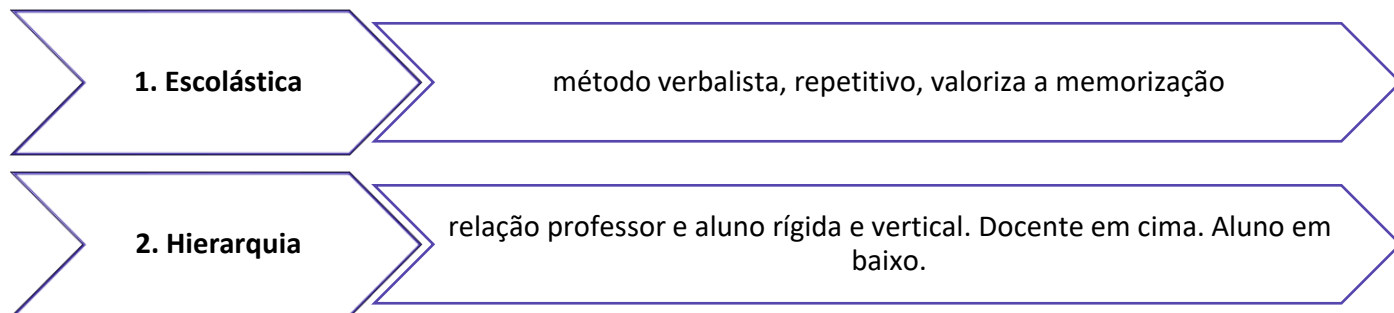 1. Escolástica
método verbalista, repetitivo, valoriza a memorização
2. Hierarquia
relação professor e aluno rígida e vertical. Docente em cima. Aluno em
baixo.